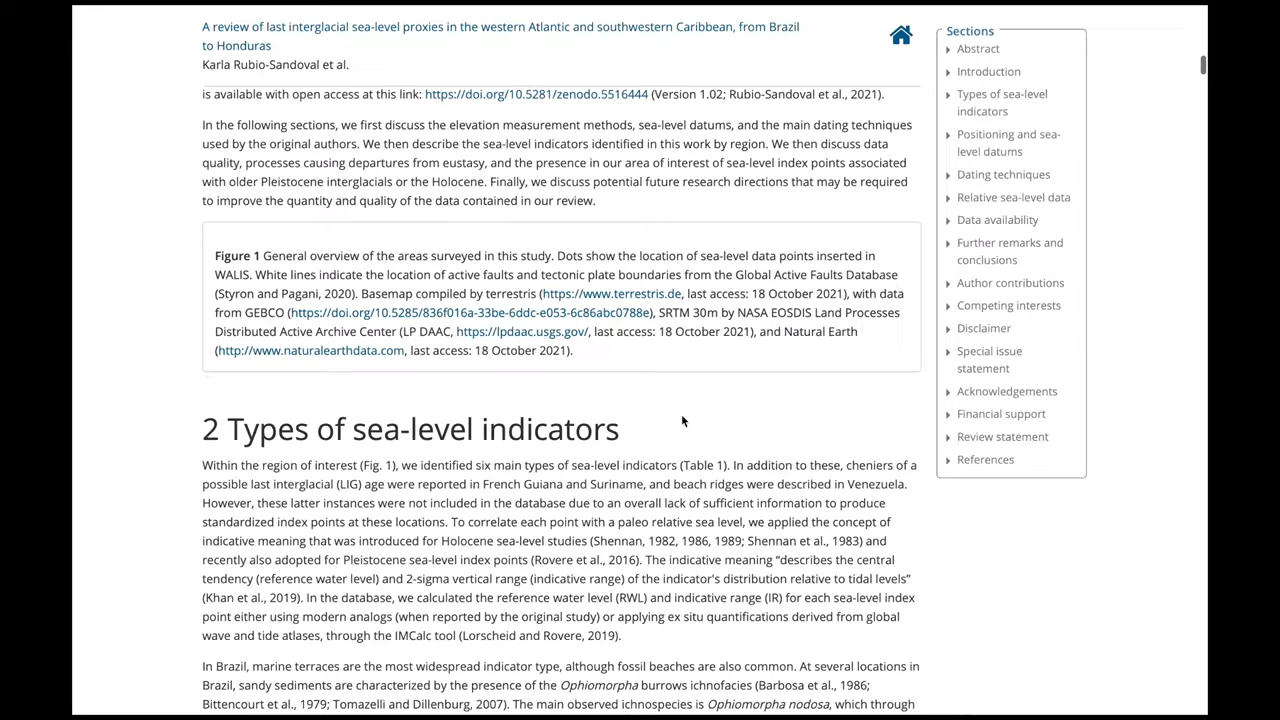 A review of last interglacial sea-level proxies in the western Atlantic and southwestern Caribbean, from Brazil
to Honduras
Karla Rubio-Sandoval et al.
is available with open access at this link: https://doi.org/10.5281/zenodo.5516444 (Version 1.02; Rubio-Sandoval et al., 2021).
In the following sections, we first discuss the elevation measurement methods, sea-level datums, and the main dating techniques
used by the original authors. We then describe the sea-level indicators identified in this work by region. We then discuss data
quality, processes causing departures from eustasy, and the presence in our area of interest of sea-level index points associated
with older Pleistocene interglacials or the Holocene. Finally, we discuss potential future research directions that may be required
to improve the quantity and quality of the data contained in our review.
Figure 1 General overview of the areas surveyed in this study. Dots show the location of sea-level data points inserted in
WALIS. White lines indicate the location of active faults and tectonic plate boundaries from the Global Active Faults Database
(Styron and Pagani, 2020). Basemap compiled by terrestris (https://www.terrestris.de, last access: 18 October 2021), with data
from GEBCO (https://doi.org/10.5285/836f016a-33be-6ddc-e053-6c86abc0788e), SRTM 30m by NASA EOSDIS Land Processes
Distributed Active Archive Center (LP DAAC, https://lpdaac.usgs.gov/, last access: 18 October 2021), and Natural Earth
(http://www.naturalearthdata.com, last access: 18 October 2021).
2 Types of sea-level indicators
Within the region of interest (Fig. 1), we identified six main types of sea-level indicators (Table 1). In addition to these, cheniers of a
possible last interglacial (LIG) age were reported in French Guiana and Suriname, and beach ridges were described in Venezuela.
However, these latter instances were not included in the database due to an overall lack of sufficient information to produce
standardized index points at these locations. To correlate each point with a paleo relative sea level, we applied the concept of
indicative meaning that was introduced for Holocene sea-level studies (Shennan, 1982, 1986, 1989; Shennan et al., 1983) and
recently also adopted for Pleistocene sea-level index points (Rovere et al., 2016). The indicative meaning “describes the central
tendency (reference water level) and 2-sigma vertical range (indicative range) of the indicator's distribution relative to tidal levels”
(Khan et al., 2019). In the database, we calculated the reference water level (RWL) and indicative range (IR) for each sea-level index
point either using modern analogs (when reported by the original study) or applying ex situ quantifications derived from global
wave and tide atlases, through the IMCalc tool (Lorscheid and Rovere, 2019).
In Brazil, marine terraces are the most widespread indicator type, although fossil beaches are also common. At several locations in
Brazil, sandy sediments are characterized by the presence of the Ophiomorpha burrows ichnofacies (Barbosa et al., 1986;
Bittencourt et al., 1979; Tomazelli and Dillenburg, 2007). The main observed ichnospecies is Ophiomorpha nodosa, which through
Sections
Abstract
Introduction
Types of sea-level
indicators
Positioning and sea-
level datums
Dating techniques
Relative sea-level data
Data availability
Further remarks and
conclusions
Author contributions
Competing interests
Disclaimer
Special issue
statement
Acknowledgements
Financial support
Review statement
References